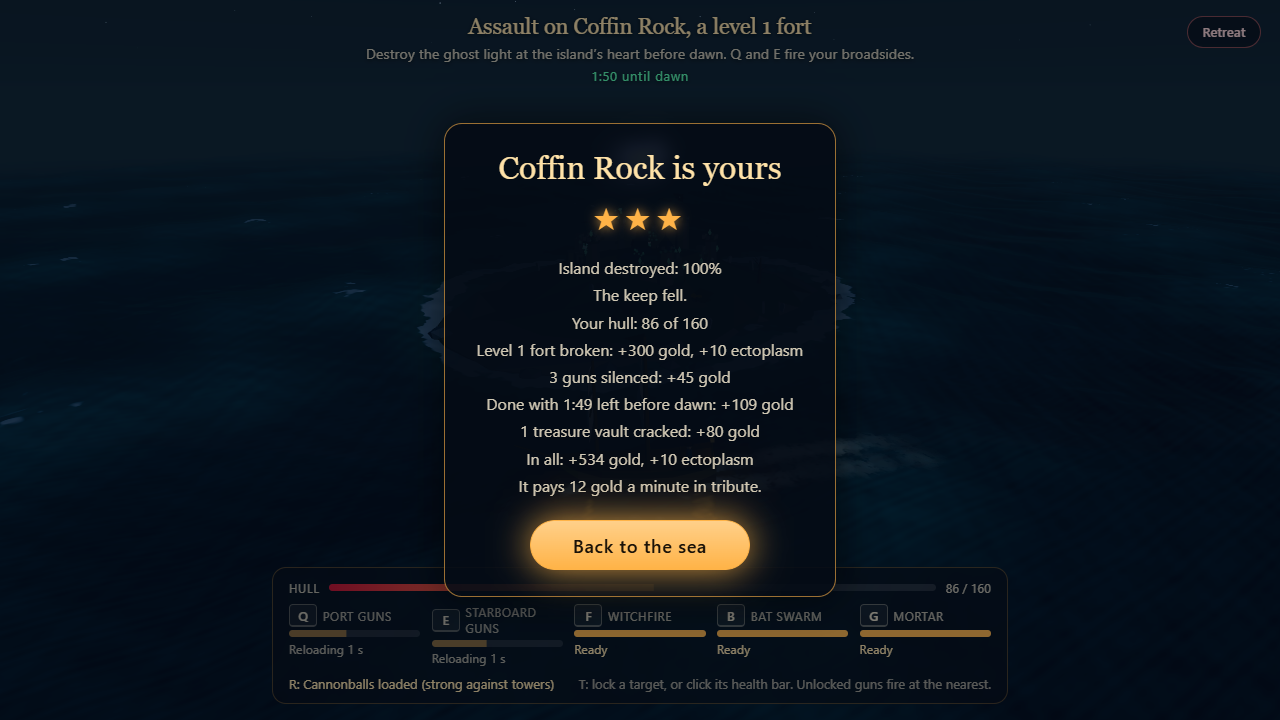 Assault on Coffin Rock, a level 1 fort
Destroy the ghost light at the island's heart before dawn. Q and E fire your broadsides.
1:50 until dawn
Retreat
Coffin Rock is yours
Island destroyed: 100%
The keep fell.
Your hull: 86 of 160
Level 1 fort broken: +300 gold, +10 ectoplasm
3 guns silenced: +45 gold
Done with 1:49 left before dawn: +109 gold
1 treasure vault cracked: +80 gold
In all: +534 gold, +10 ectoplasm
It pays 12 gold a minute in tribute.
Back to the sea
HULL
86 / 160
Q PORT GUNS
Reloading 1 s
E STARBOARD GUNS
Reloading 1 s
F WITCHFIRE
Ready
B BAT SWARM
Ready
G MORTAR
Ready
R: Cannonballs loaded (strong against towers)
T: lock a target, or click its health bar. Unlocked guns fire at the nearest.